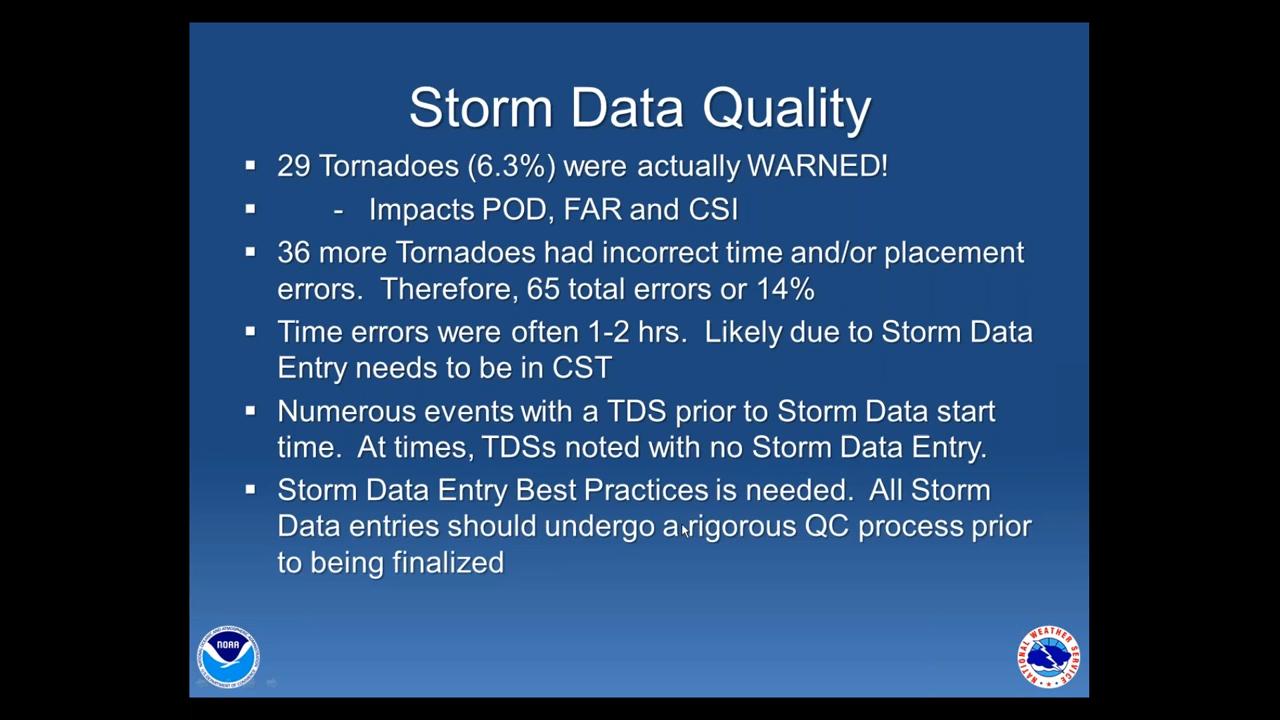 Storm Data Quality
▪ 29 Tornadoes (6.3%) were actually WARNED!
▪ - Impacts POD, FAR and CSI
▪ 36 more Tornadoes had incorrect time and/or placement
errors. Therefore, 65 total errors or 14%
▪ Time errors were often 1-2 hrs. Likely due to Storm Data
Entry needs to be in CST
▪ Numerous events with a TDS prior to Storm Data start
time. At times, TDSs noted with no Storm Data Entry.
▪ Storm Data Entry Best Practices is needed. All Storm
Data entries should undergo a rigorous QC process prior
to being finalized
NOAA
NATIONAL WEATHER SERVICE